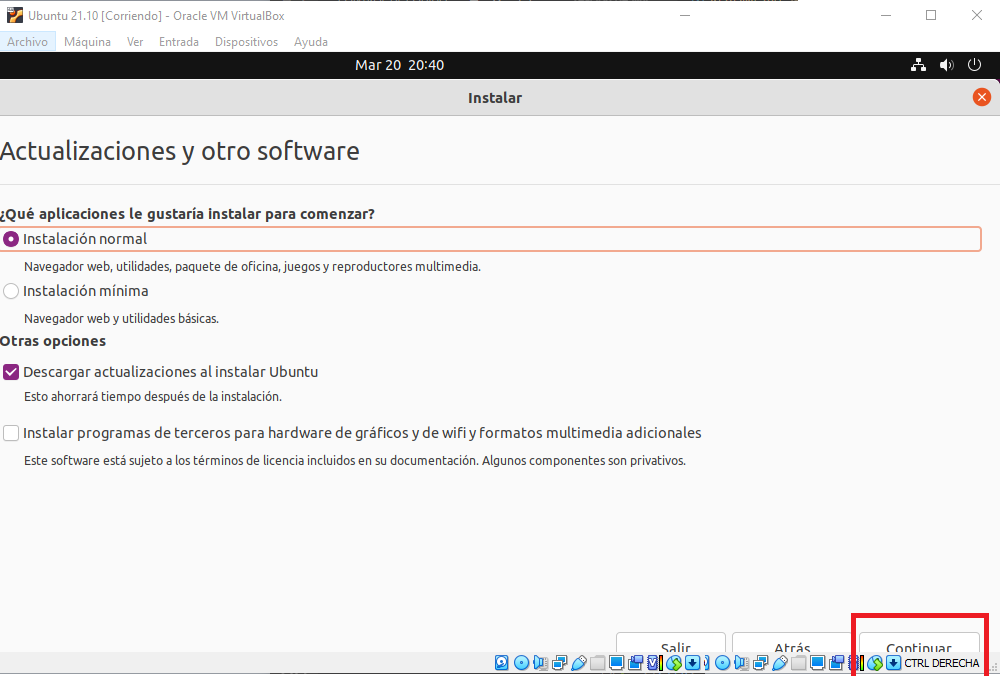 Ubuntu 21.10 [Corriendo] - Oracle VM VirtualBox
Archivo Máquina Ver Entrada Dispositivos Ayuda
Mar 20 20:40
Instalar
Actualizaciones y otro software
¿Qué aplicaciones le gustaría instalar para comenzar?
Instalación normal
Navegador web, utilidades, paquete de oficina, juegos y reproductores multimedia.
Instalación mínima
Navegador web y utilidades básicas.
Otras opciones
Descargar actualizaciones al instalar Ubuntu
Esto ahorrará tiempo después de la instalación.
Instalar programas de terceros para hardware de gráficos y de wifi y formatos multimedia adicionales
Este software está sujeto a los términos de licencia incluidos en su documentación. Algunos componentes son privativos.
Salir Atrás Continuar
CTRL DERECHA